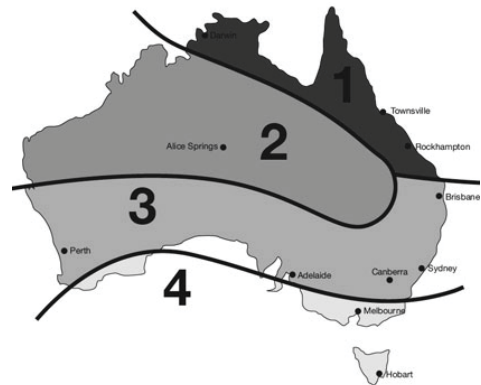 Darwin
1
Townsville
2
Alice Springs
Rockhampton
Brisbane
3
Perth
Sydney
Adelaide
Canberra
4
Melbourne
Hobart